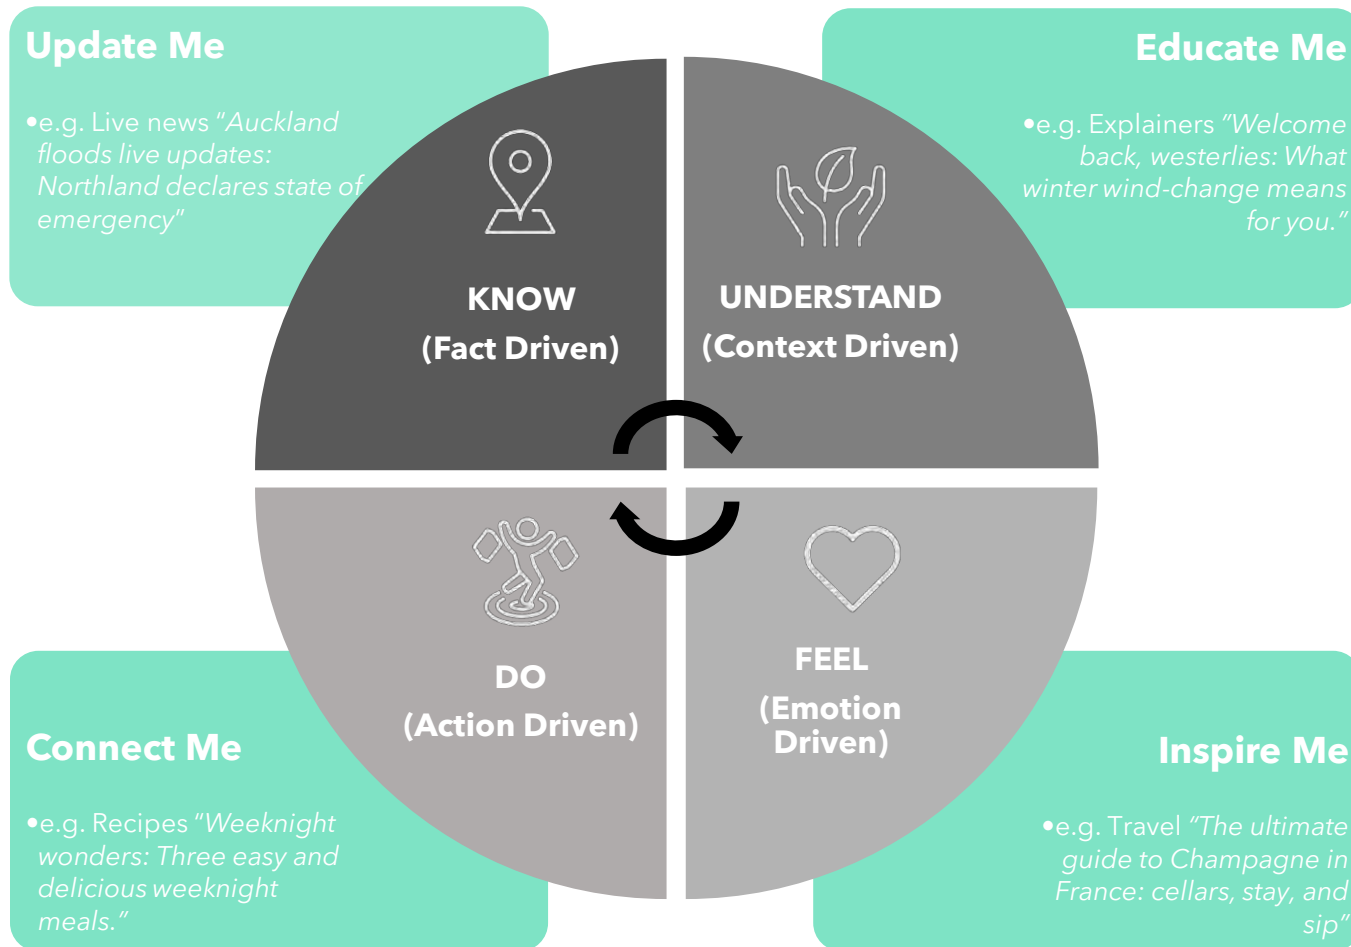 Update Me
•e.g. Live news "Auckland
floods live updates:
Northland declares state of
emergency"
Educate Me
•e.g. Explainers "Welcome
back, westerlies: What
winter wind-change means
for you."
KNOW
(Fact Driven)
UNDERSTAND
(Context Driven)
DO
(Action Driven)
FEEL
(Emotion
Driven)
Connect Me
•e.g. Recipes "Weeknight
wonders: Three easy and
delicious weeknight
meals."
Inspire Me
•e.g. Travel "The ultimate
guide to Champagne in
France: cellars, stay, and
sip"